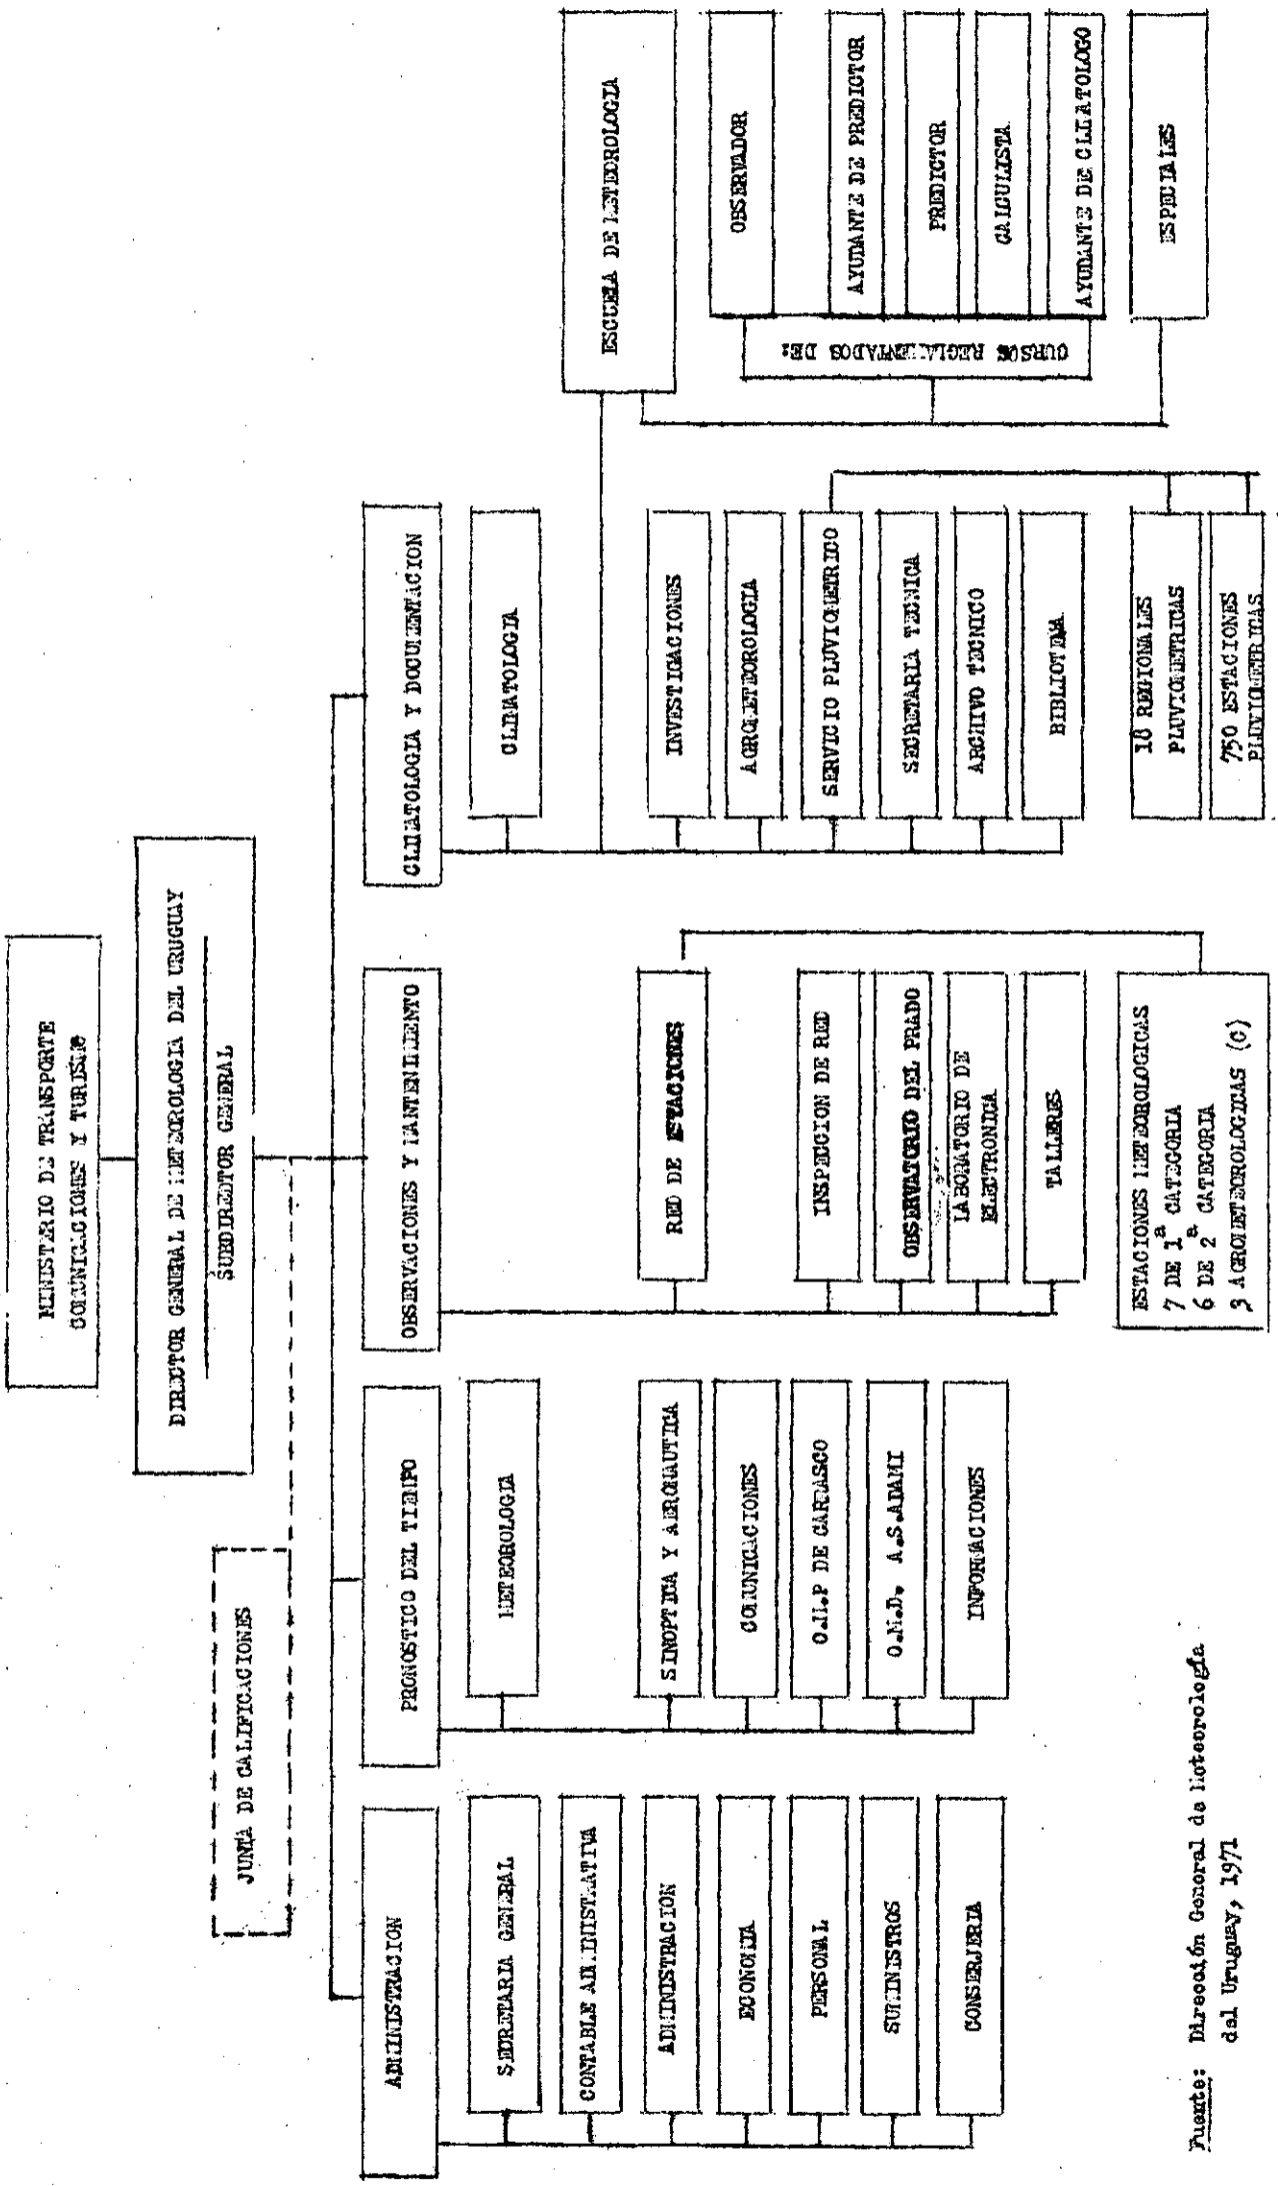 MINISTERIO DE TRANSPORTE
COMUNICACIONES Y TURISMO
DIRECTOR GENERAL DE METEOROLOGIA DEL URUGUAY
SUBDIRECTOR GENERAL
JUNTA DE CALIFICACIONES
ADMINISTRACION
SECRETARIA GENERAL
CONTABLE ADMINISTRATIVA
ADMINISTRACION
ECONOMIA
PERSONAL
SUMINISTROS
CONSERJERIA
PRONOSTICO DEL TIEMPO
METEOROLOGIA
SINOPTICA Y AERONAUTICA
COMUNICACIONES
O.M.P DE CARRASCO
O.M.D. A.S.ADAMI
INFORMACIONES
OBSERVACIONES Y MANTENIMIENTO
RED DE ESTACIONES
INSPECCION DE RED
OBSERVATORIO DEL PRADO
LABORATORIO DE
ELECTRONICA
TALLERES
ESTACIONES METEOROLOGICAS
7 DE 1ª CATEGORIA
6 DE 2ª CATEGORIA
3 AGROMETEOROLOGICAS (C)
CLIMATOLOGIA Y DOCUMENTACION
CLIMATOLOGIA
INVESTIGACIONES
AGROMETEOROLOGIA
SERVICIO PLUVIOMETRICO
SECRETARIA TECNICA
ARCHIVO TECNICO
BIBLIOTECA
18 REGIONALES
PLUVIOMETRICAS
750 ESTACIONES
PLUVIOMETRICAS
ESCUELA DE METEOROLOGIA
CURSOS REGLAMENTADOS DE:
OBSERVADOR
AYUDANTE DE PREDICTOR
PREDICTOR
CALCULISTA
AYUDANTE DE CLIMATOLOGO
ESPECIALES
Fuente: Dirección General de Meteorología
del Uruguay, 1971